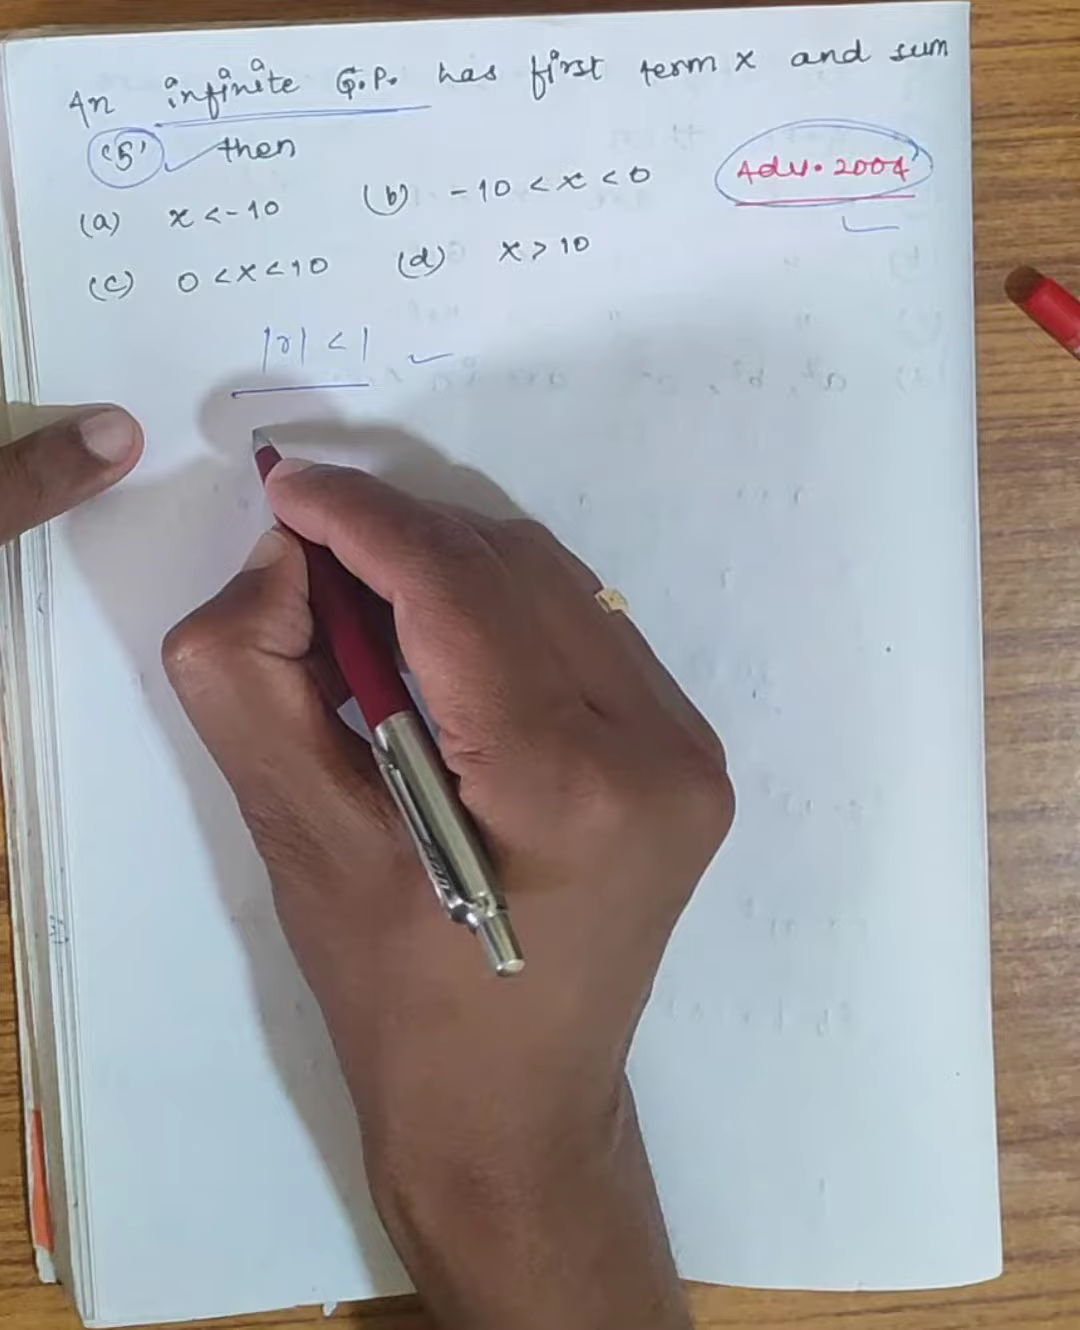 An infinite G.P. has first term x and sum
'5' then
Adv. 2004
(a) x < -10 (b) -10 < x < 0
(c) 0 < x < 10 (d) x > 10
|r| < 1